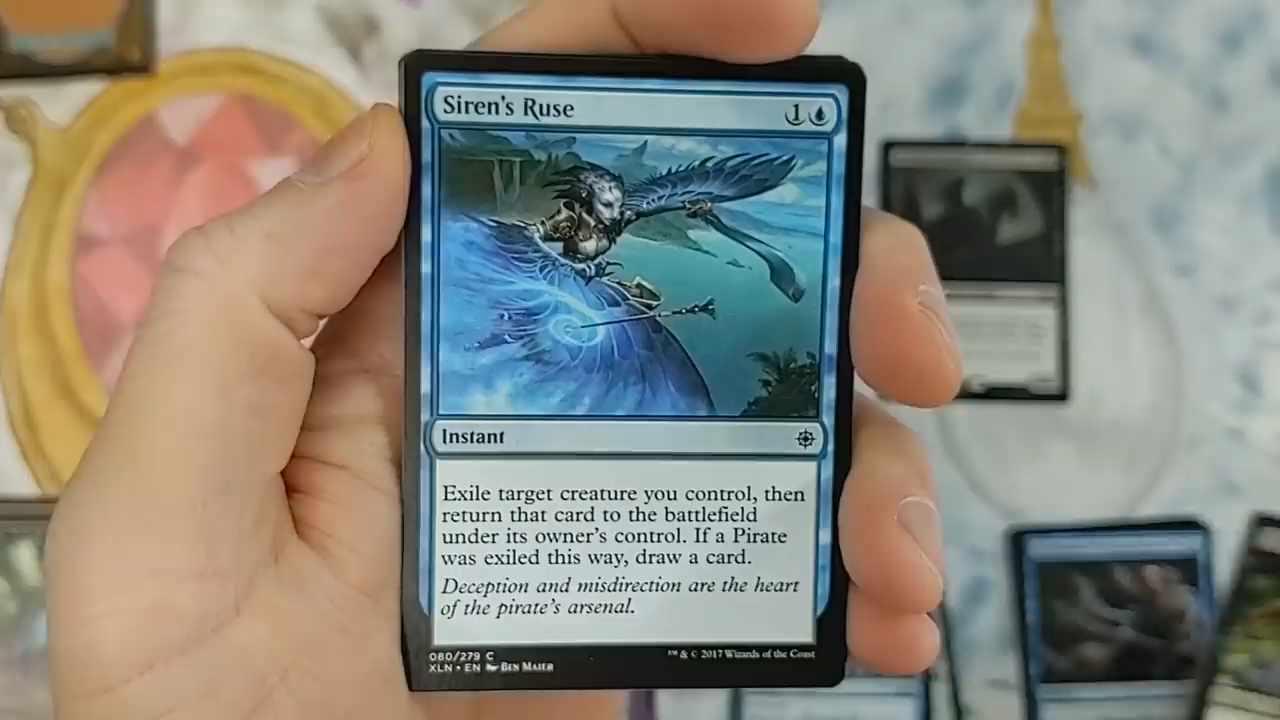 Siren's Ruse 1
Instant
Exile target creature you control, then
return that card to the battlefield
under its owner's control. If a Pirate
was exiled this way, draw a card.
Deception and misdirection are the heart
of the pirate's arsenal.
080/279 C
XLN • EN Ben Maier
™ & © 2017 Wizards of the Coast